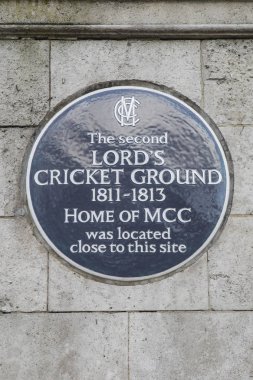 MCC
The second
LORD'S
CRICKET GROUND
1811-1813
HOME OF MCC
was located
close to this site